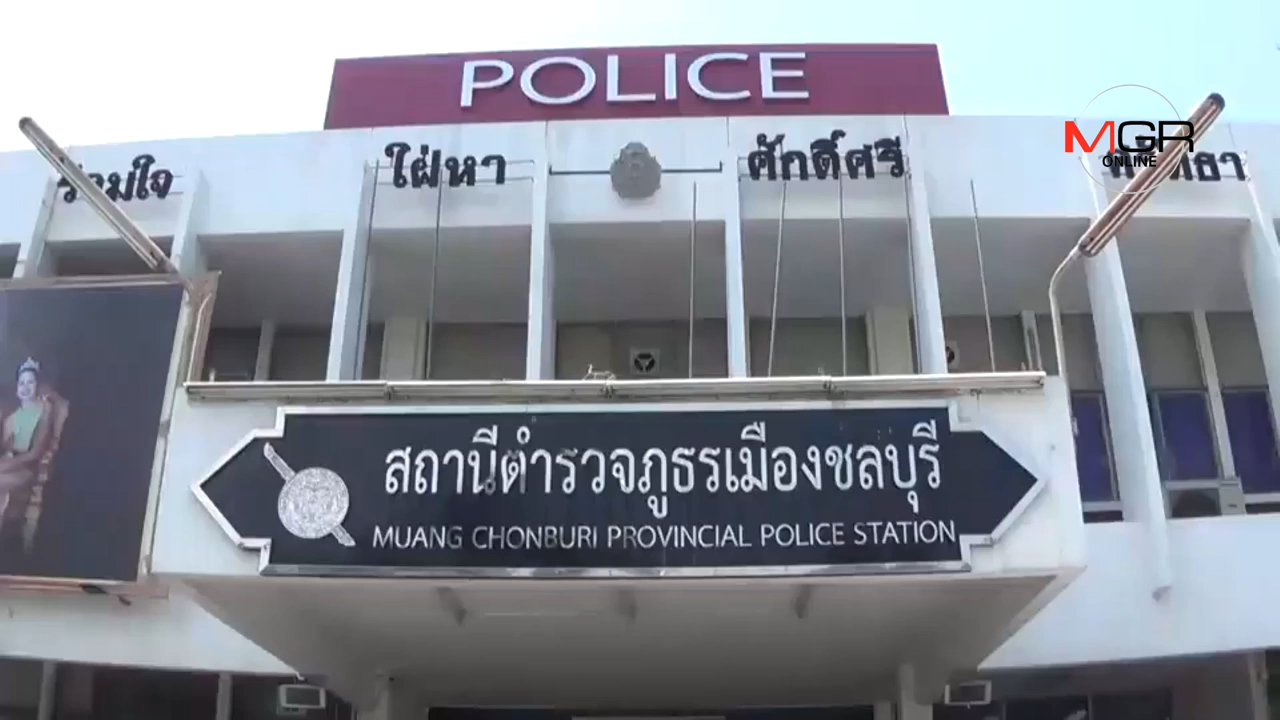 POLICE
ร่วมใจ ใฝ่หา ศักดิ์ศรี
MGR
ONLINE
สถานีตำรวจภูธรเมืองชลบุรี
MUANG CHONBURI PROVINCIAL POLICE STATION